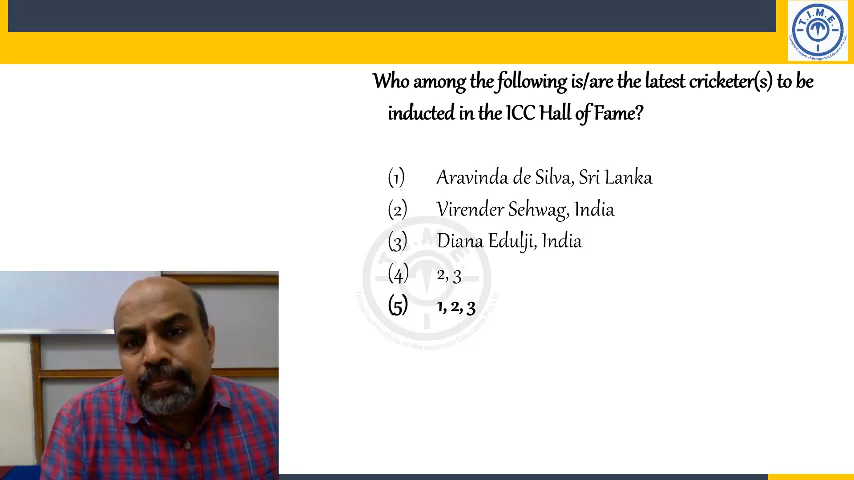 T.I.M.E.
Who among the following is/are the latest cricketer(s) to be
inducted in the ICC Hall of Fame?
(1) Aravinda de Silva, Sri Lanka
(2) Virender Sehwag, India
(3) Diana Edulji, India
(4) 2, 3
(5) 1, 2, 3